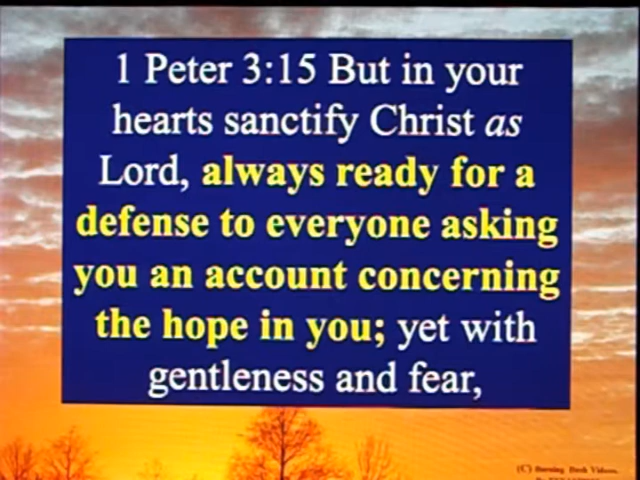 1 Peter 3:15 But in your
hearts sanctify Christ as
Lord, always ready for a
defense to everyone asking
you an account concerning
the hope in you; yet with
gentleness and fear,
(C) Burning Bush Videos.